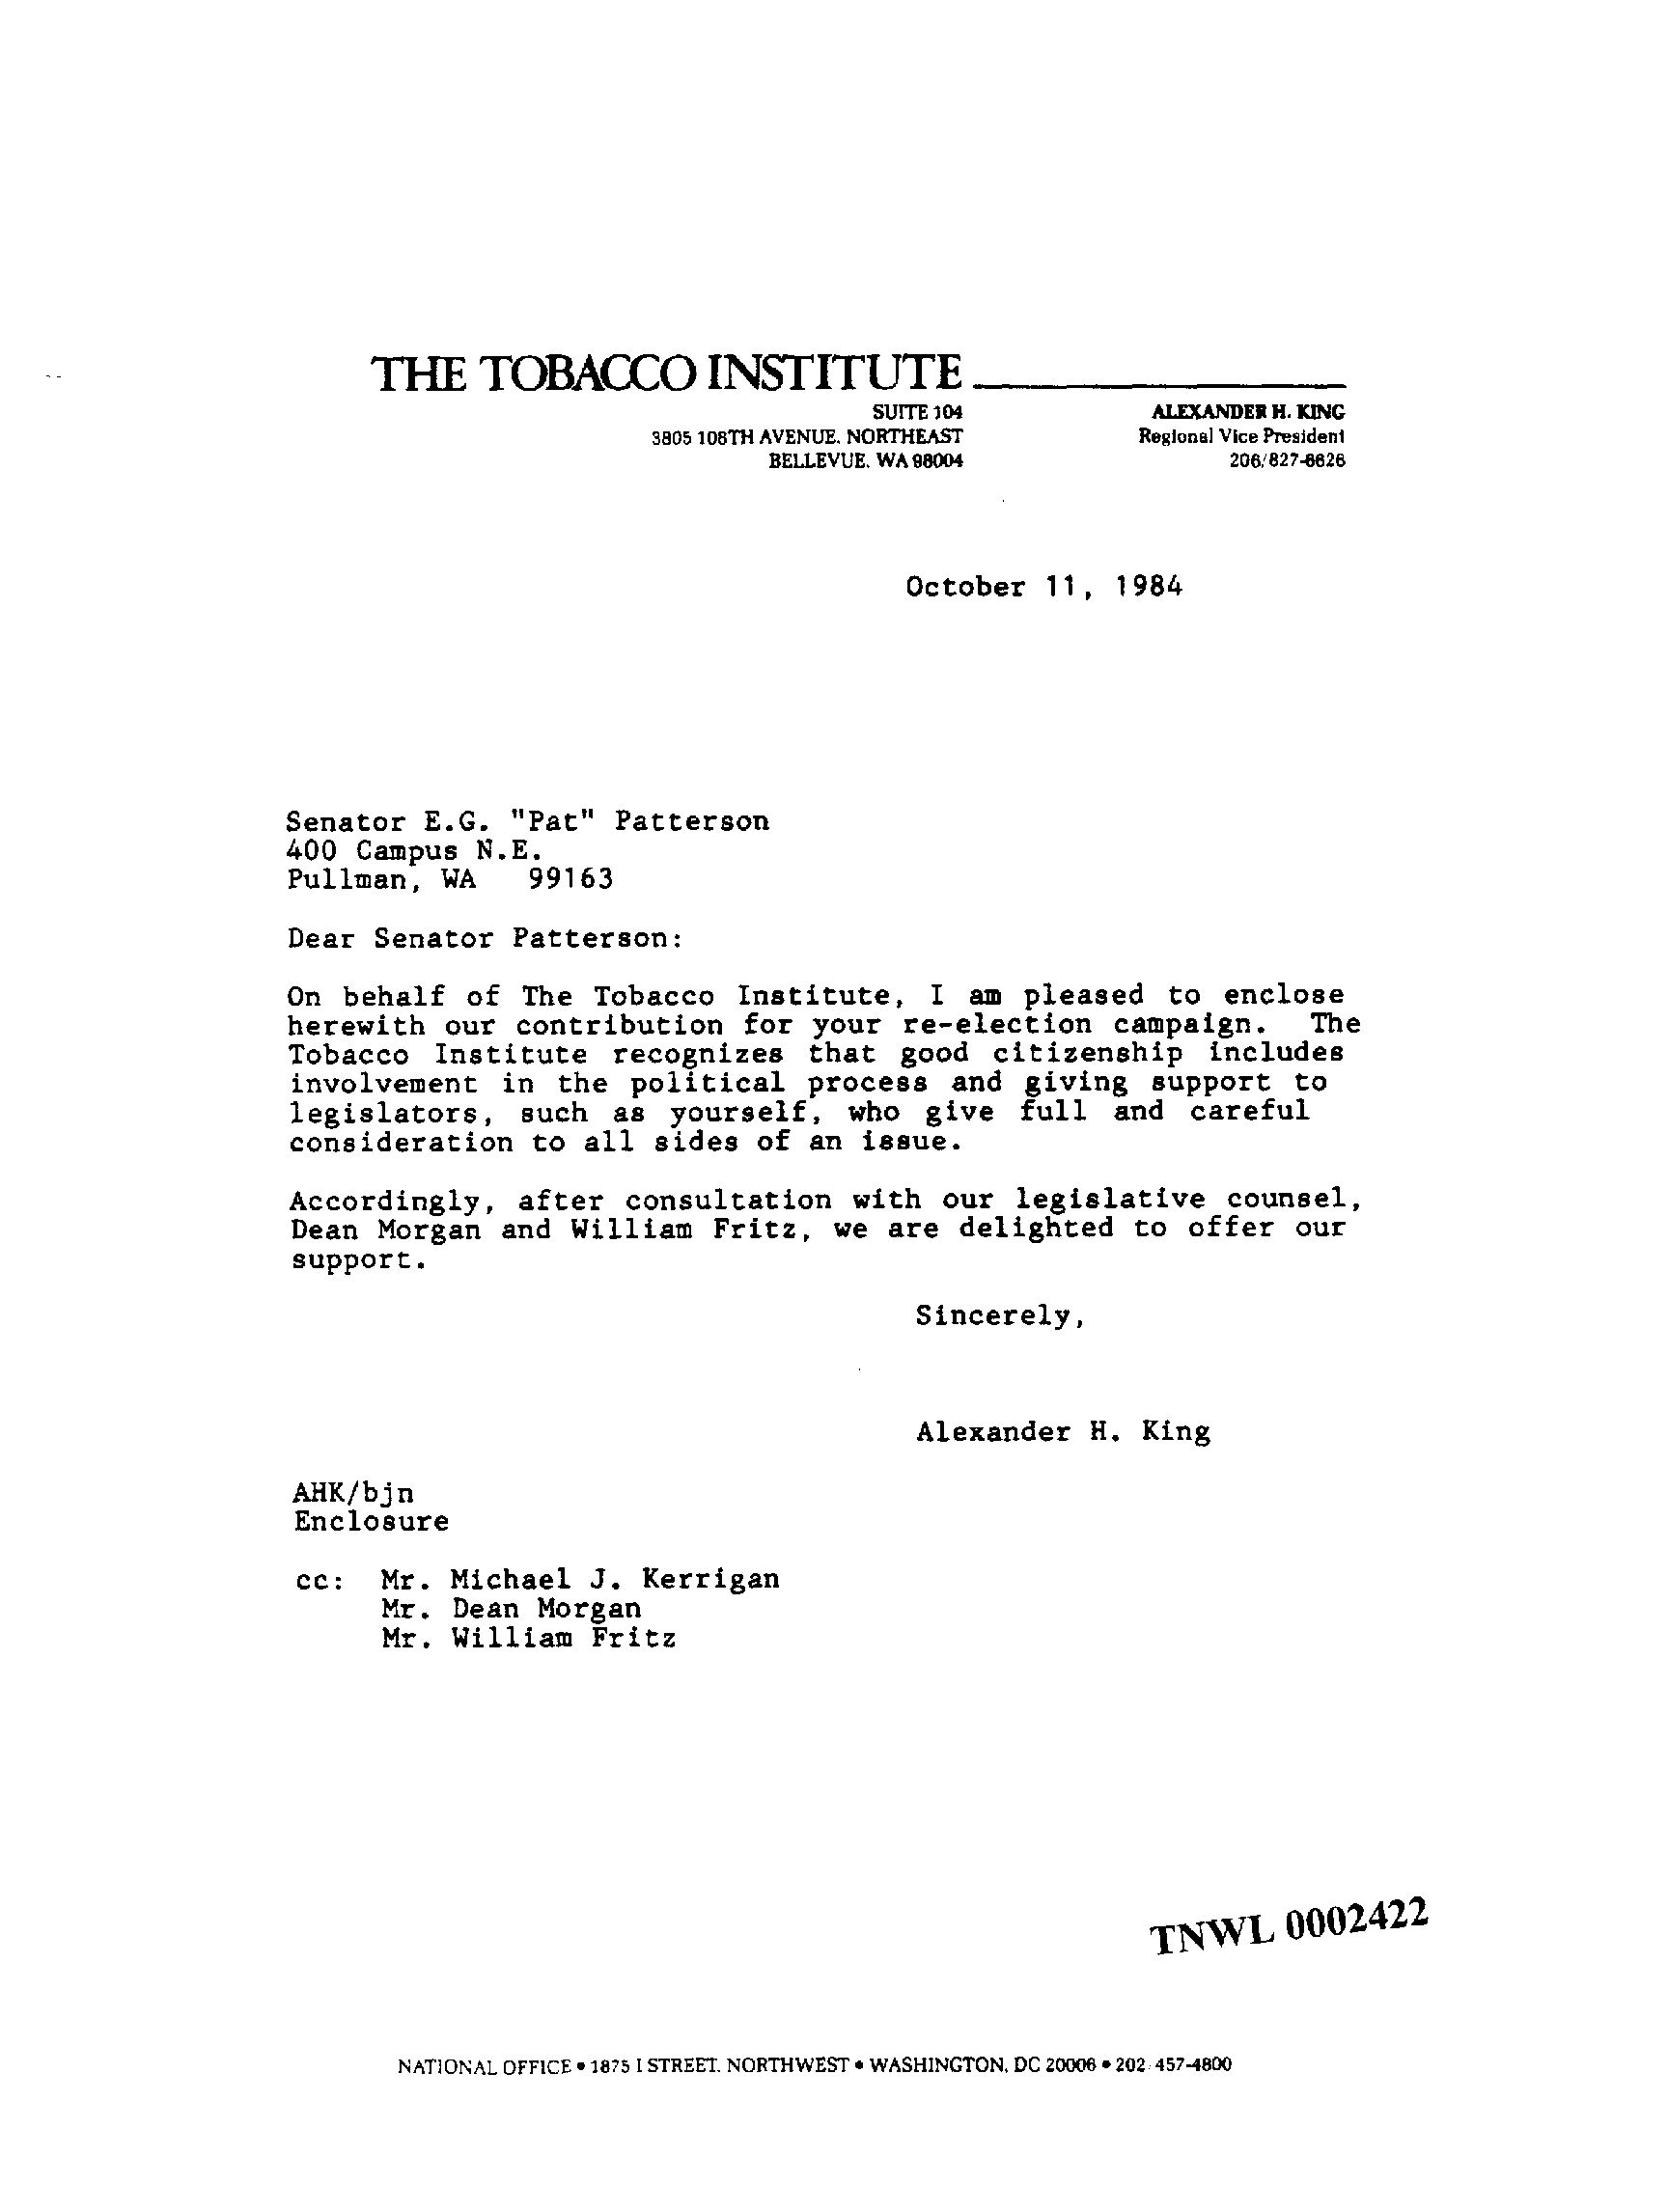 THE TOBACCO INSTITUTE
SUITE 104
3805 108TH AVENUE, NORTHEAST
BELLEVUE, WA 98004
ALEXANDER H. KING
Regional Vice President
206/827-6626
October 11, 1984
Senator E.G. "Pat" Patterson
400 Campus N.E.
Pullman, WA 99163
Dear Senator Patterson:
On behalf of The Tobacco Institute, I am pleased to enclose
herewith our contribution for your re-election campaign. The
Tobacco Institute recognizes that good citizenship includes
involvement in the political process and giving support to
legislators, such as yourself, who give full and careful
consideration to all sides of an issue.
Accordingly, after consultation with our legislative counsel,
Dean Morgan and William Fritz, we are delighted to offer our
support.
Sincerely,
Alexander H. King
AHK/bjn
Enclosure
cc: Mr. Michael J. Kerrigan
Mr. Dean Morgan
Mr. William Fritz
TNWL 0002422
NATIONAL OFFICE • 1875 I STREET, NORTHWEST • WASHINGTON, DC 20006 • 202/457-4800